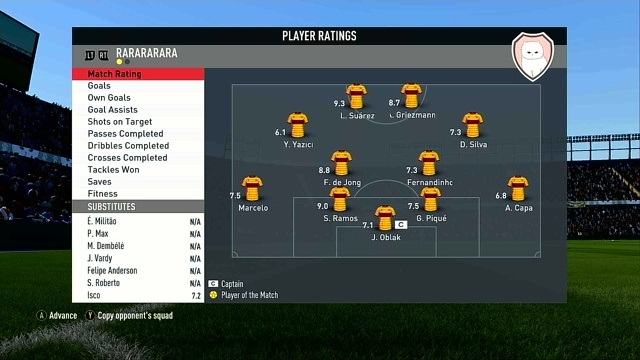 PLAYER RATINGS
LT RT RARARARARA
Match Rating
Goals
Own Goals
Goal Assists
Shots on Target
Passes Completed
Dribbles Completed
Crosses Completed
Tackles Won
Saves
Fitness
SUBSTITUTES
É. Militão N/A
P. Max N/A
M. Dembélé N/A
J. Vardy N/A
Felipe Anderson N/A
S. Roberto N/A
Isco 7.2
9.3 8.7
L. Suárez Griezmann
6.1 7.3
Y. Yazici D. Silva
8.8 7.3
F. de Jong Fernandinho
7.5 9.0 7.5 6.8
Marcelo S. Ramos G. Piqué A. Capa
7.1 C
J. Oblak
C Captain
Player of the Match
A Advance Y Copy opponent's squad